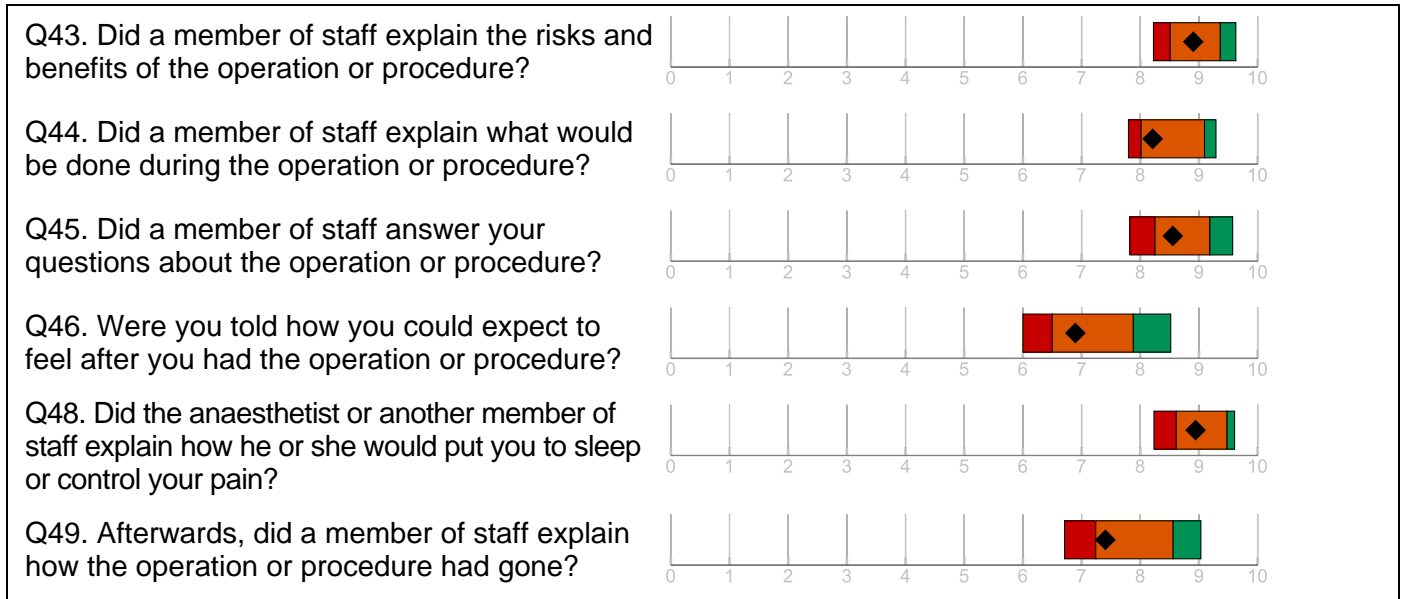 Q43. Did a member of staff explain the risks and
benefits of the operation or procedure?
0 1 2 3 4 5 6 7 8 9 10
Q44. Did a member of staff explain what would
be done during the operation or procedure?
0 1 2 3 4 5 6 7 8 9 10
Q45. Did a member of staff answer your
questions about the operation or procedure?
0 1 2 3 4 5 6 7 8 9 10
Q46. Were you told how you could expect to
feel after you had the operation or procedure?
0 1 2 3 4 5 6 7 8 9 10
Q48. Did the anaesthetist or another member of
staff explain how he or she would put you to sleep
or control your pain?
0 1 2 3 4 5 6 7 8 9 10
Q49. Afterwards, did a member of staff explain
how the operation or procedure had gone?
0 1 2 3 4 5 6 7 8 9 10